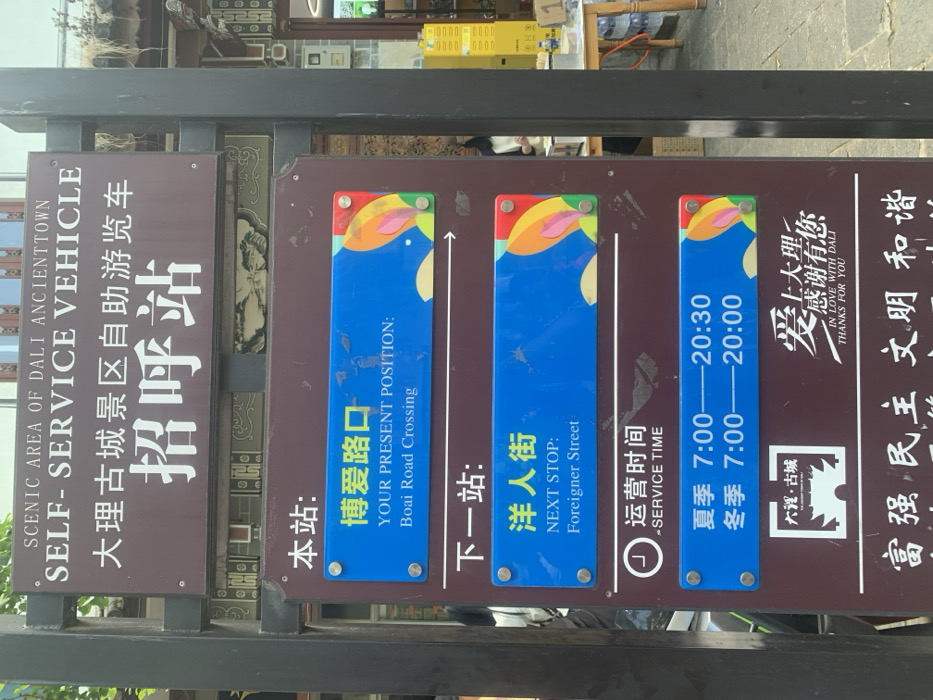 SCENIC AREA OF DALI ANCIENTTOWN
SELF-SERVICE VEHICLE
大理古城景区自助游览车
招呼站
本站:
博爱路口
YOUR PRESENT POSITION:
Boai Road Crossing
下一站:
洋人街
NEXT STOP:
Foreigner Street
运营时间
SERVICE TIME
夏季 7:00——20:30
冬季 7:00——20:00
大理·古城
爱上大理
感谢有您
IN LOVE WITH DALI
THANKS FOR YOU
富强 民主 文明 和谐